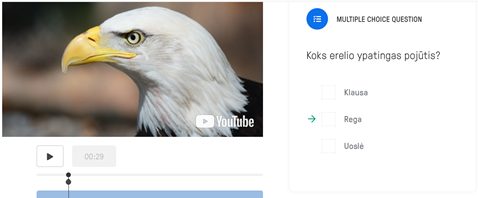 YouTube
00:29
MULTIPLE CHOICE QUESTION
Koks erelio ypatingas pojūtis?
Klausa
Rega
Uoslė